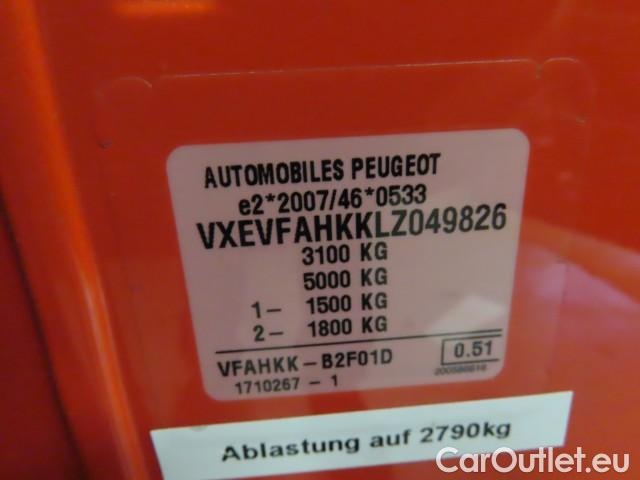 AUTOMOBILES PEUGEOT
e2*2007/46*0533
VXEVFAHKKLZ049826
3100 KG
5000 KG
1- 1500 KG
2- 1800 KG
VFAHKK-B2F01D 0.51
1710267-1
Ablastung auf 2790kg
CarOutlet.eu